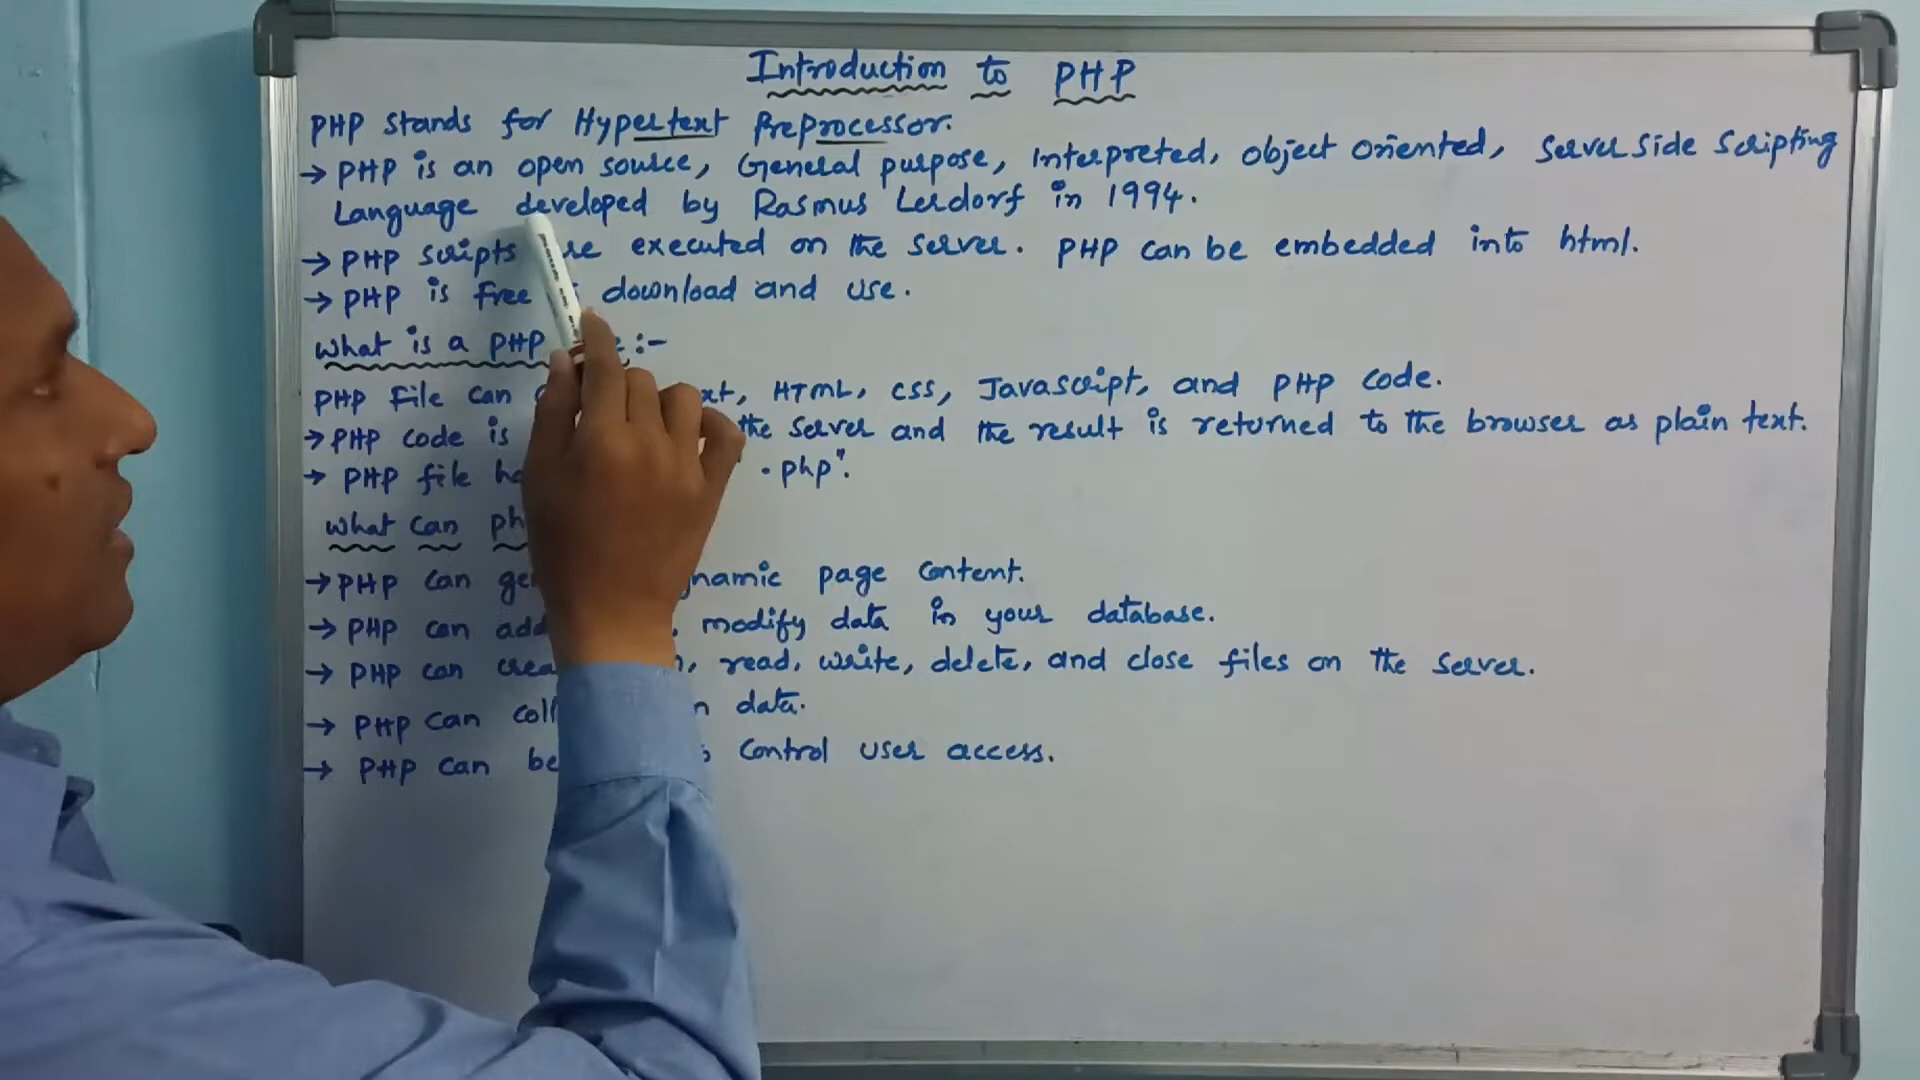 Introduction to PHP
PHP stands for Hypertext Preprocessor.
→ PHP is an open source, General purpose, interpreted, object oriented, Server side Scripting
Language developed by Rasmus Lerdorf in 1994.
→ PHP scripts are executed on the server. PHP can be embedded into html.
→ PHP is free download and use.
What is a PHP :-
PHP file can HTML, CSS, Javascript, and PHP code.
→ PHP code is the server and the result is returned to the browser as plain text.
→ PHP file .php".
What can
→ PHP can page content.
→ PHP can modify data in your database.
→ PHP can read, write, delete, and close files on the server.
→ PHP can data.
→ PHP can be control user access.